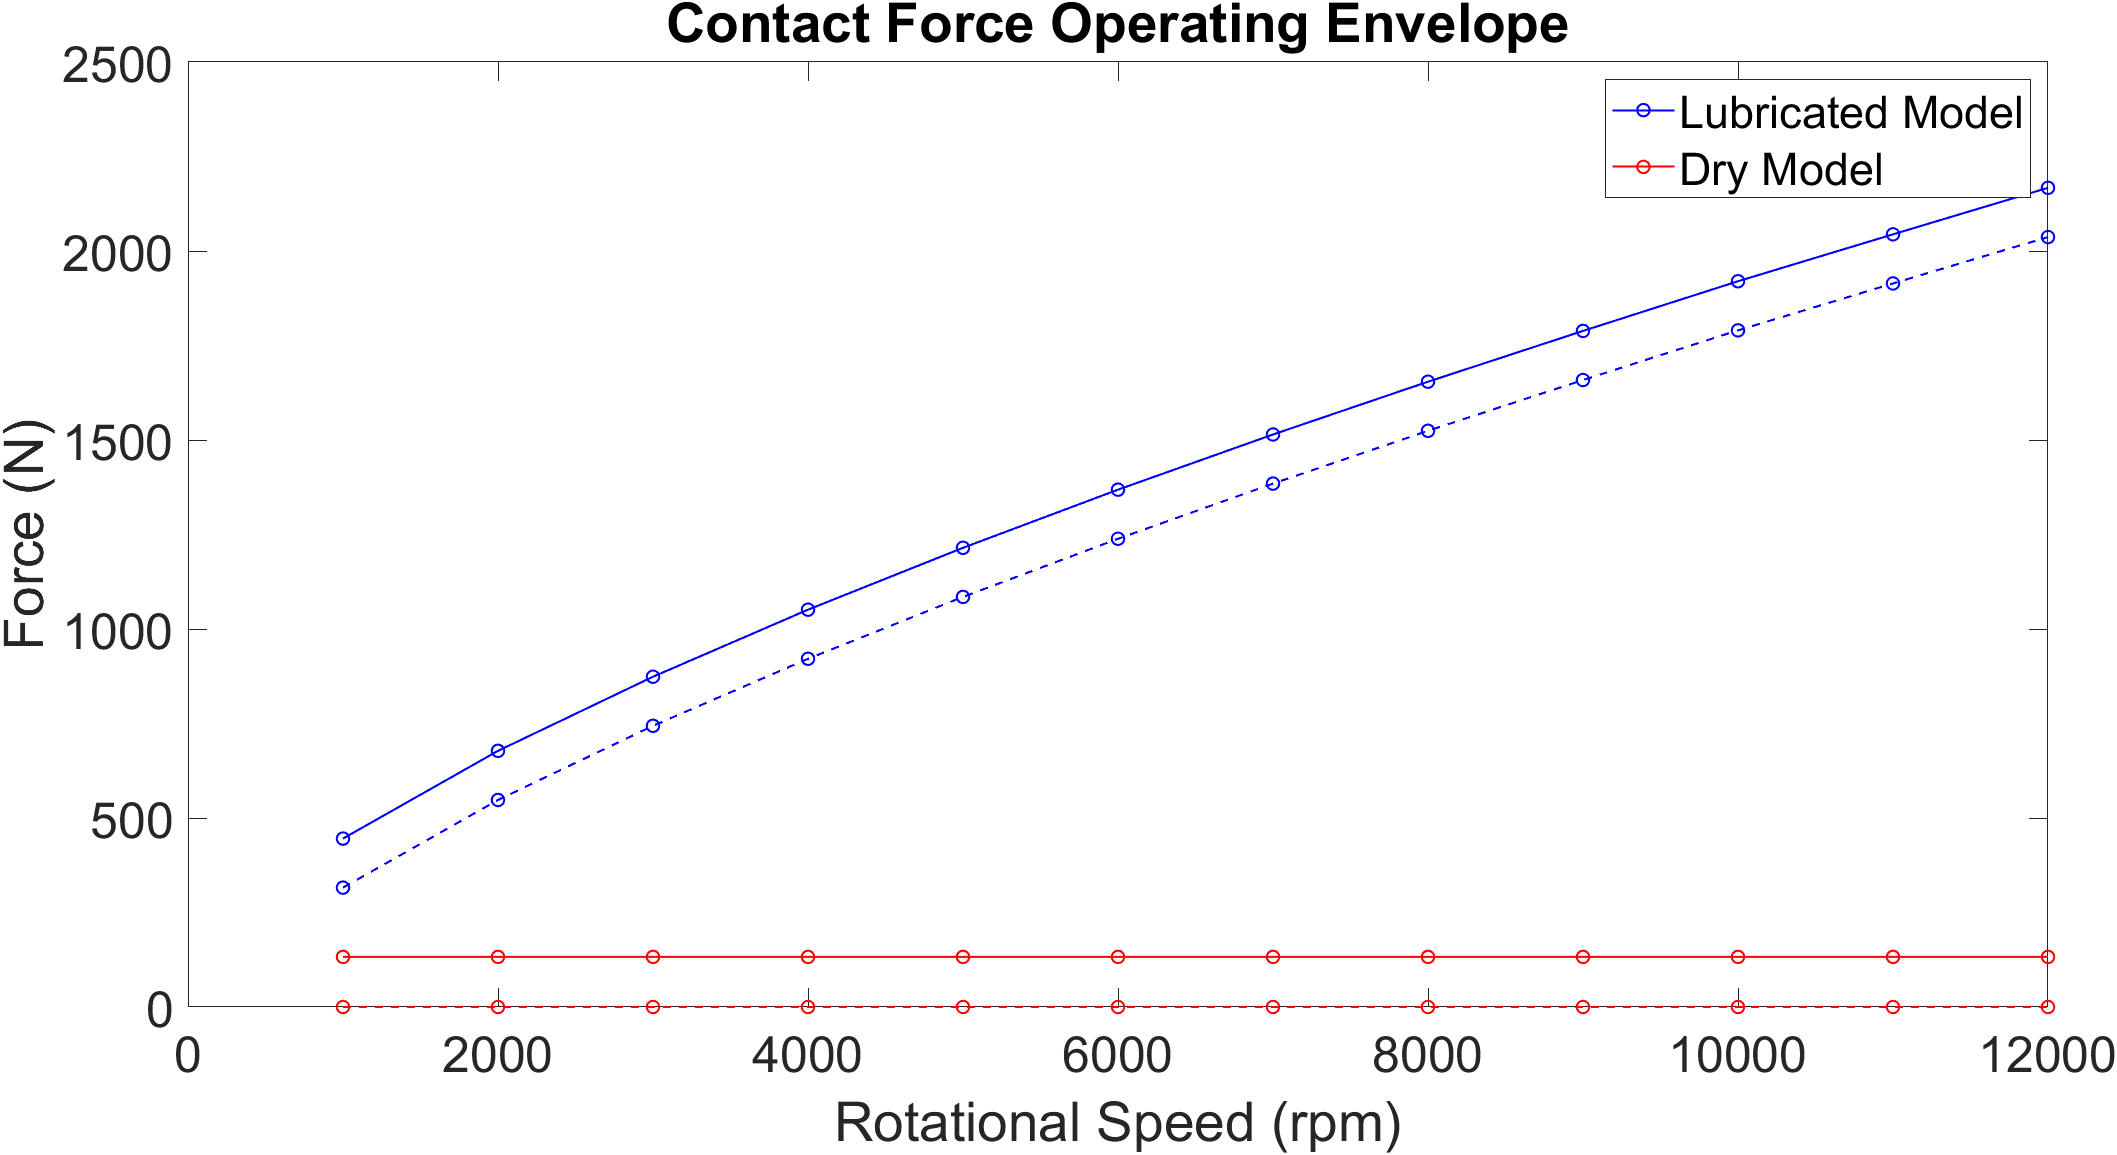 Contact Force Operating Envelope
2500
2000
1500
1000
500
0
Force (N)
Lubricated Model
Dry Model
0 2000 4000 6000 8000 10000 12000
Rotational Speed (rpm)